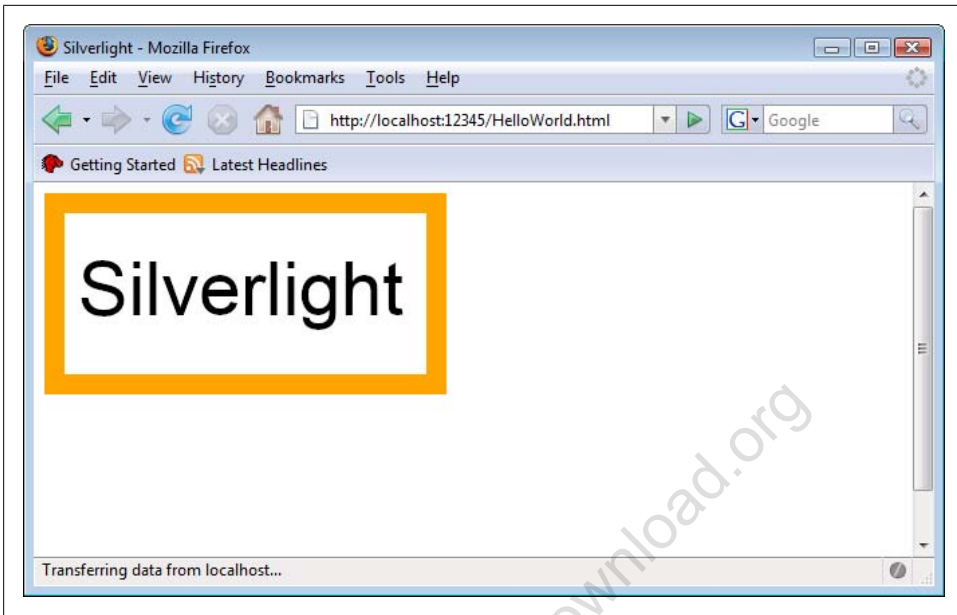 Silverlight - Mozilla Firefox
File Edit View History Bookmarks Tools Help
http://localhost:12345/HelloWorld.html G Google
Getting Started Latest Headlines
Silverlight
Transferring data from localhost...